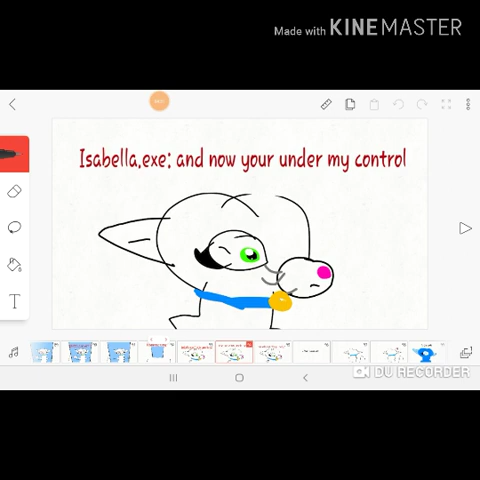 Made with KINEMASTER
Isabella.exe: and now your under my control
T
DU RECORDER